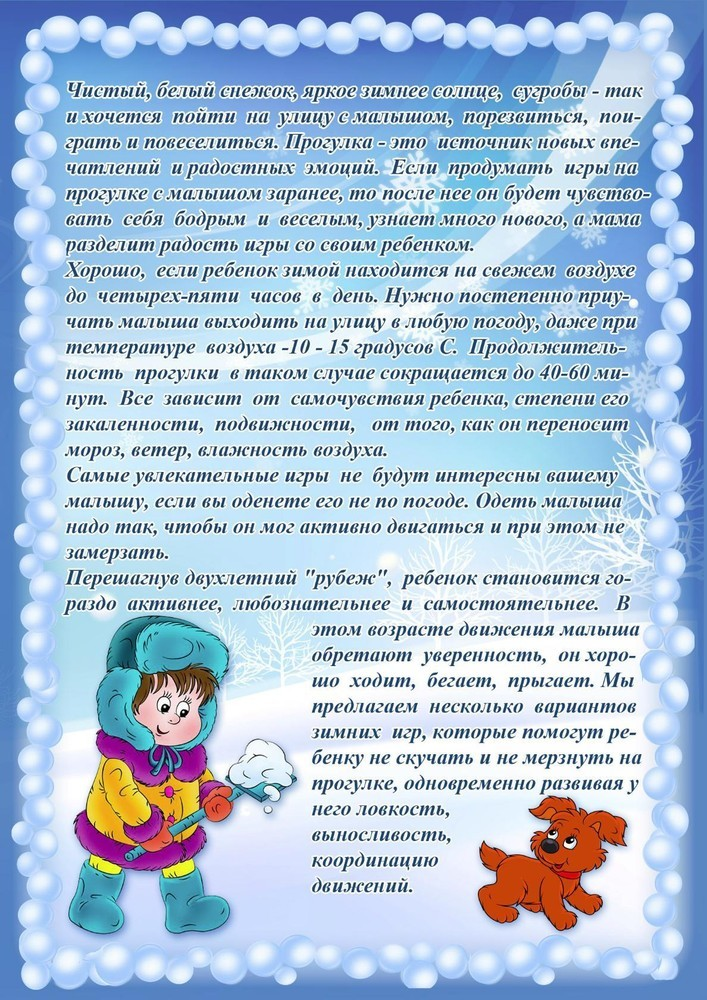 Чистый, белый снежок, яркое зимнее солнце, сугробы - так
и хочется пойти на улицу с малышом, порезвиться, пои-
грать и повеселиться. Прогулка - это источник новых впе-
чатлений и радостных эмоций. Если продумать игры на
прогулке с малышом заранее, то после нее он будет чувство-
вать себя бодрым и веселым, узнает много нового, а мама
разделит радость игры со своим ребенком.
Хорошо, если ребенок зимой находится на свежем воздухе
до четырех-пяти часов в день. Нужно постепенно приу-
чать малыша выходить на улицу в любую погоду, даже при
температуре воздуха -10 - 15 градусов С. Продолжитель-
ность прогулки в таком случае сокращается до 40-60 ми-
нут. Все зависит от самочувствия ребенка, степени его
закаленности, подвижности, от того, как он переносит
мороз, ветер, влажность воздуха.
Самые увлекательные игры не будут интересны вашему
малышу, если вы оденете его не по погоде. Одеть малыша
надо так, чтобы он мог активно двигаться и при этом не
замерзать.
Перешагнув двухлетний "рубеж", ребенок становится го-
раздо активнее, любознательнее и самостоятельнее. В
этом возрасте движения малыша
обретают уверенность, он хоро-
шо ходит, бегает, прыгает. Мы
предлагаем несколько вариантов
зимних игр, которые помогут ре-
бенку не скучать и не мерзнуть на
прогулке, одновременно развивая у
него ловкость,
выносливость,
координацию
движений.